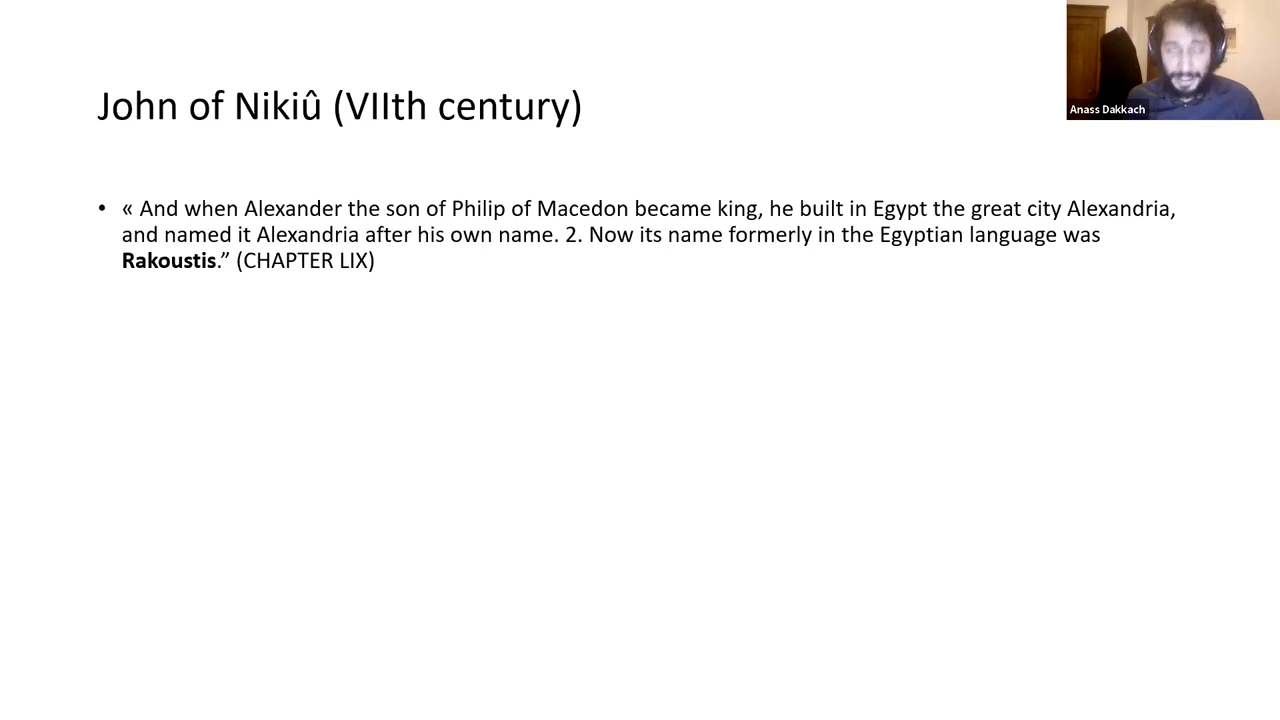 John of Nikiû (VIIth century)
• « And when Alexander the son of Philip of Macedon became king, he built in Egypt the great city Alexandria,
and named it Alexandria after his own name. 2. Now its name formerly in the Egyptian language was
Rakoustis.” (CHAPTER LIX)
Anass Dakkach